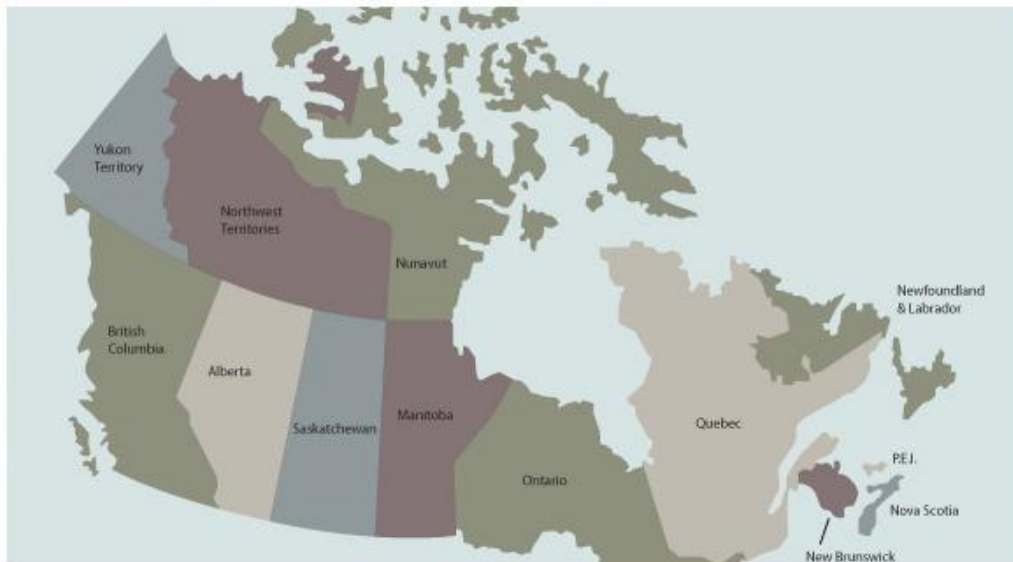 Yukon
Territory
Northwest
Territories
Nunavut
British
Columbia
Alberta
Saskatchewan
Manitoba
Ontario
Quebec
Newfoundland
& Labrador
P.E.I.
Nova Scotia
New Brunswick